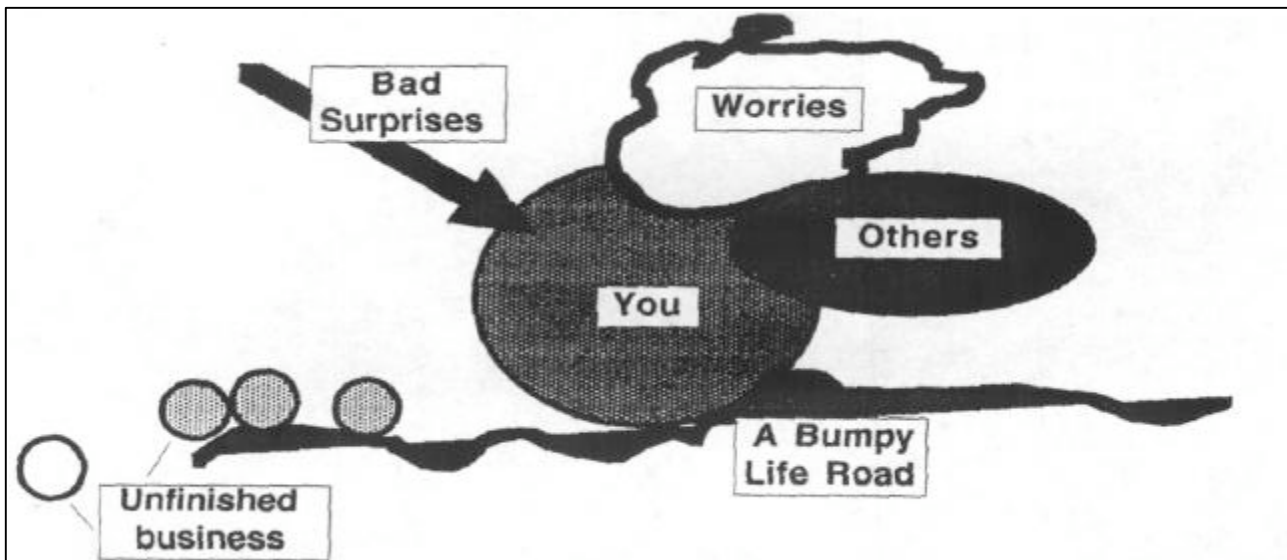 Bad
Surprises
Worries
Others
You
A Bumpy
Life Road
Unfinished
business